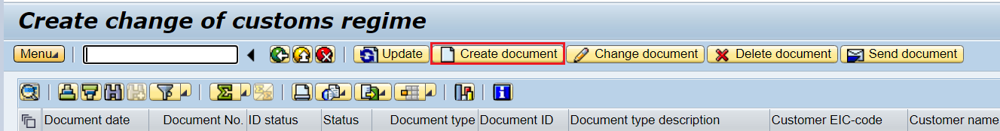 Create change of customs regime
Menu Update Create document Change document Delete document Send document
Document date Document No. ID status Status Document type Document ID Document type description Customer EIC-code Customer name